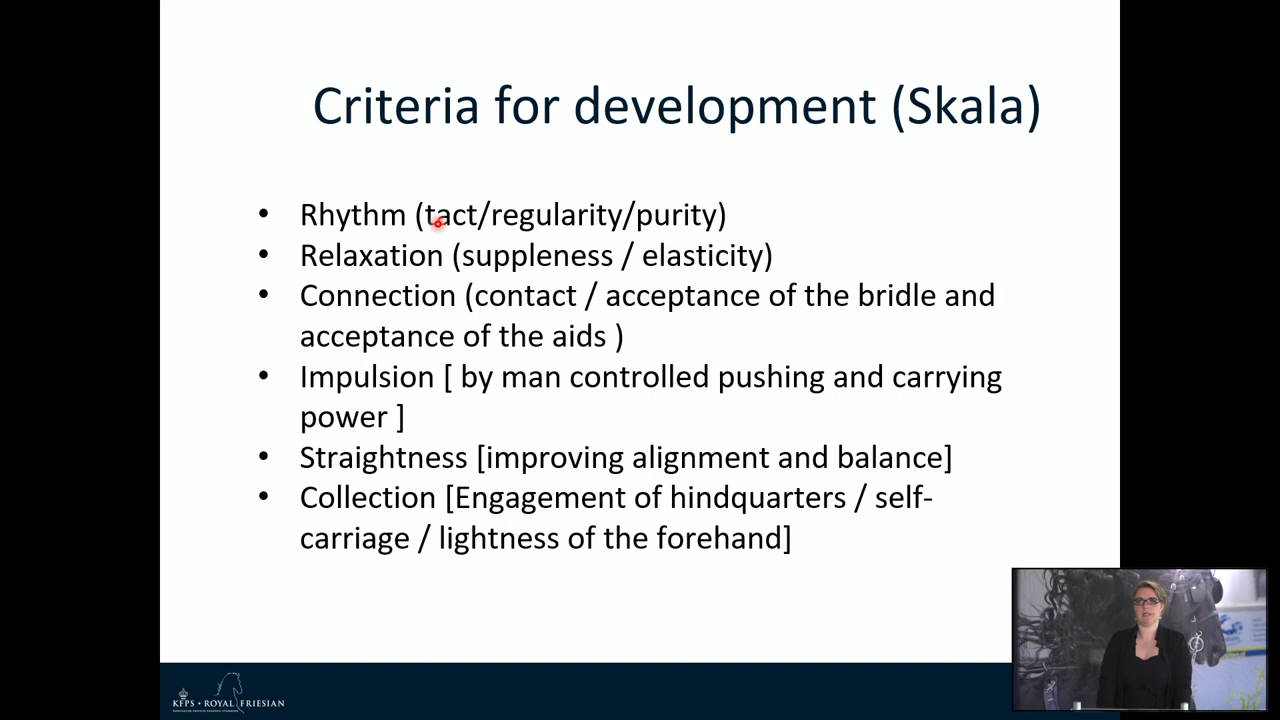 Criteria for development (Skala)
• Rhythm (tact/regularity/purity)
• Relaxation (suppleness / elasticity)
• Connection (contact / acceptance of the bridle and
acceptance of the aids )
• Impulsion [ by man controlled pushing and carrying
power ]
• Straightness [improving alignment and balance]
• Collection [Engagement of hindquarters / self-
carriage / lightness of the forehand]
KFPS • ROYAL FRIESIAN